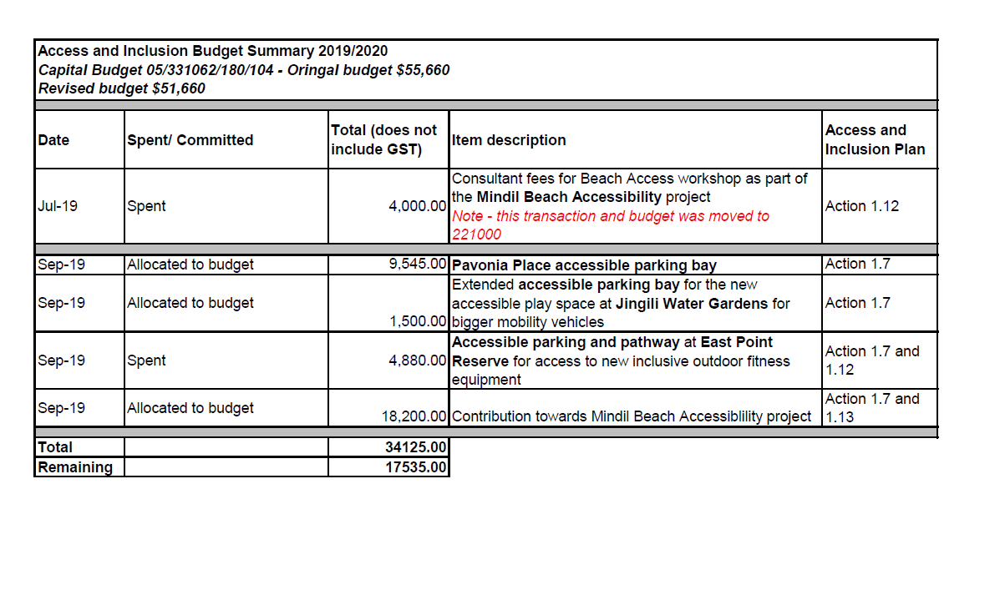 Access and Inclusion Budget Summary 2019/2020
Capital Budget 05/331062/180/104 - Oringal budget $55,660
Revised budget $51,660
Date
Spent/ Committed
Total (does not
include GST)
Item description
Access and
Inclusion Plan
Jul-19
Spent
4,000.00
Consultant fees for Beach Access workshop as part of
the Mindil Beach Accessibility project
Note - this transaction and budget was moved to
221000
Action 1.12
Sep-19
Allocated to budget
9,545.00
Pavonia Place accessible parking bay
Action 1.7
Sep-19
Allocated to budget
1,500.00
Extended accessible parking bay for the new
accessible play space at Jingili Water Gardens for
bigger mobility vehicles
Action 1.7
Sep-19
Spent
4,880.00
Accessible parking and pathway at East Point
Reserve for access to new inclusive outdoor fitness
equipment
Action 1.7 and
1.12
Sep-19
Allocated to budget
18,200.00
Contribution towards Mindil Beach Accessiblility project
Action 1.7 and
1.13
Total
34125.00
Remaining
17535.00